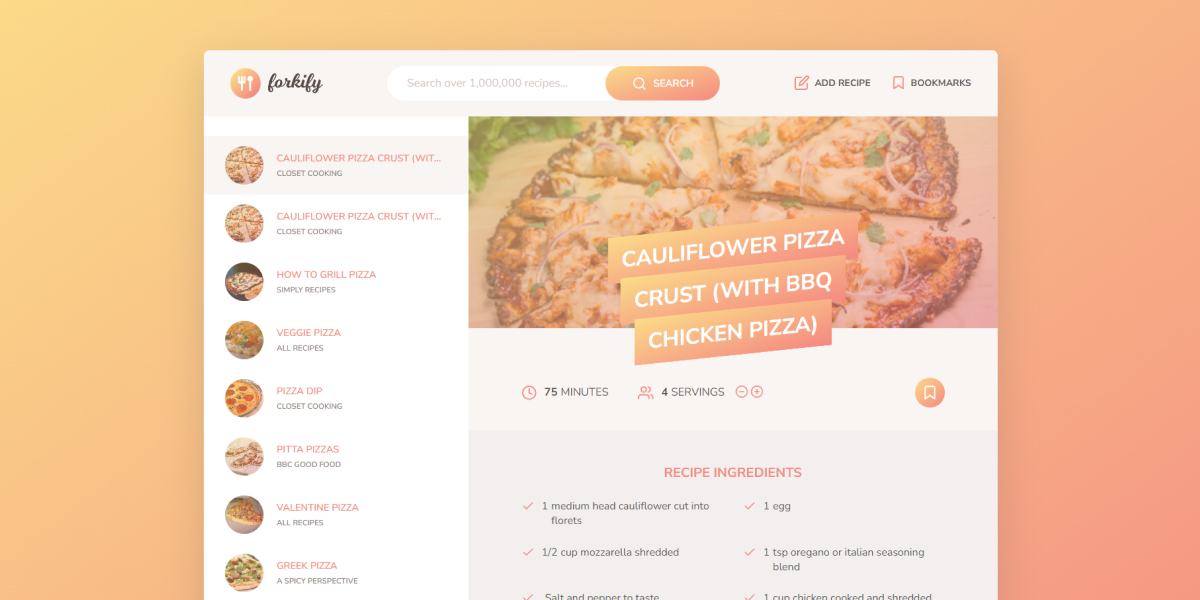 forkify
Search over 1,000,000 recipes...
SEARCH
ADD RECIPE
BOOKMARKS
CAULIFLOWER PIZZA CRUST (WIT...
CLOSET COOKING
CAULIFLOWER PIZZA CRUST (WIT...
CLOSET COOKING
HOW TO GRILL PIZZA
SIMPLY RECIPES
VEGGIE PIZZA
ALL RECIPES
PIZZA DIP
CLOSET COOKING
PITTA PIZZAS
BBC GOOD FOOD
VALENTINE PIZZA
ALL RECIPES
GREEK PIZZA
A SPICY PERSPECTIVE
CAULIFLOWER PIZZA
CRUST (WITH BBQ
CHICKEN PIZZA)
75 MINUTES
4 SERVINGS
RECIPE INGREDIENTS
1 medium head cauliflower cut into
florets
1 egg
1/2 cup mozzarella shredded
1 tsp oregano or italian seasoning
blend
Salt and pepper to taste
1 cup chicken cooked and shredded